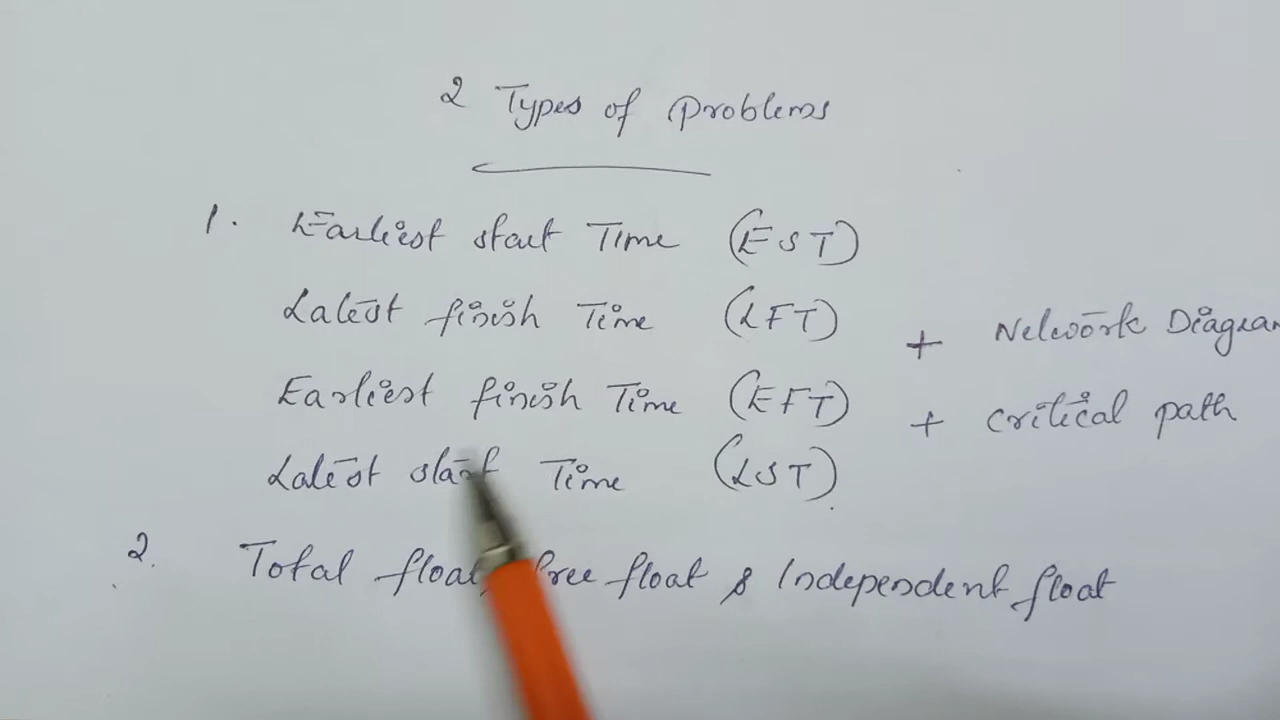 2 Types of Problems
1. Earliest start Time (EST)
Latest finish Time (LFT)
+ Network Diagram
Earliest finish Time (EFT)
+ Critical path
Latest start Time (LST)
2. Total float, free float & Independent float